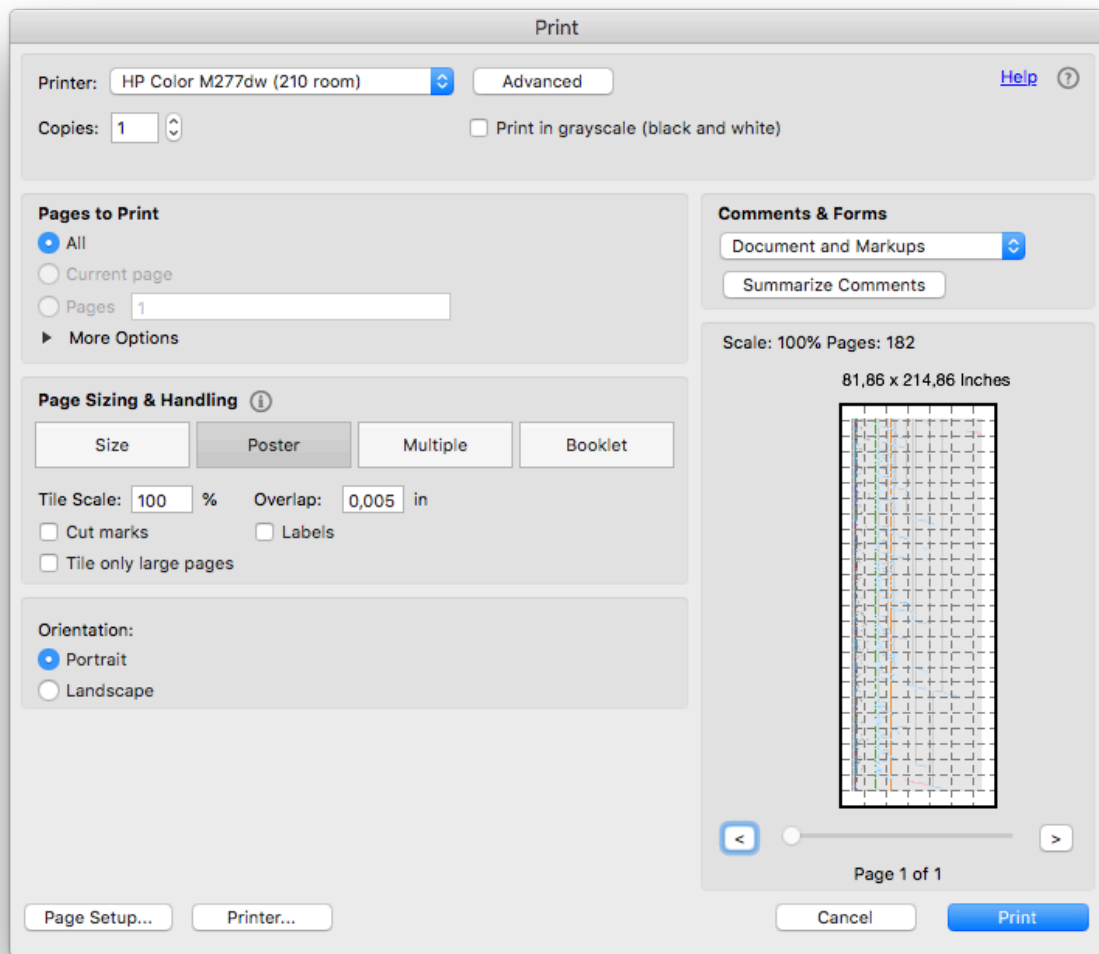 Print
Printer: HP Color M277dw (210 room) Advanced Help ?
Copies: 1 Print in grayscale (black and white)
Pages to Print
All
Current page
Pages 1
More Options
Comments & Forms
Document and Markups
Summarize Comments
Page Sizing & Handling i
Size Poster Multiple Booklet
Tile Scale: 100 % Overlap: 0,005 in
Cut marks Labels
Tile only large pages
Orientation:
Portrait
Landscape
Scale: 100% Pages: 182
81,86 x 214,86 Inches
< >
Page 1 of 1
Page Setup... Printer... Cancel Print